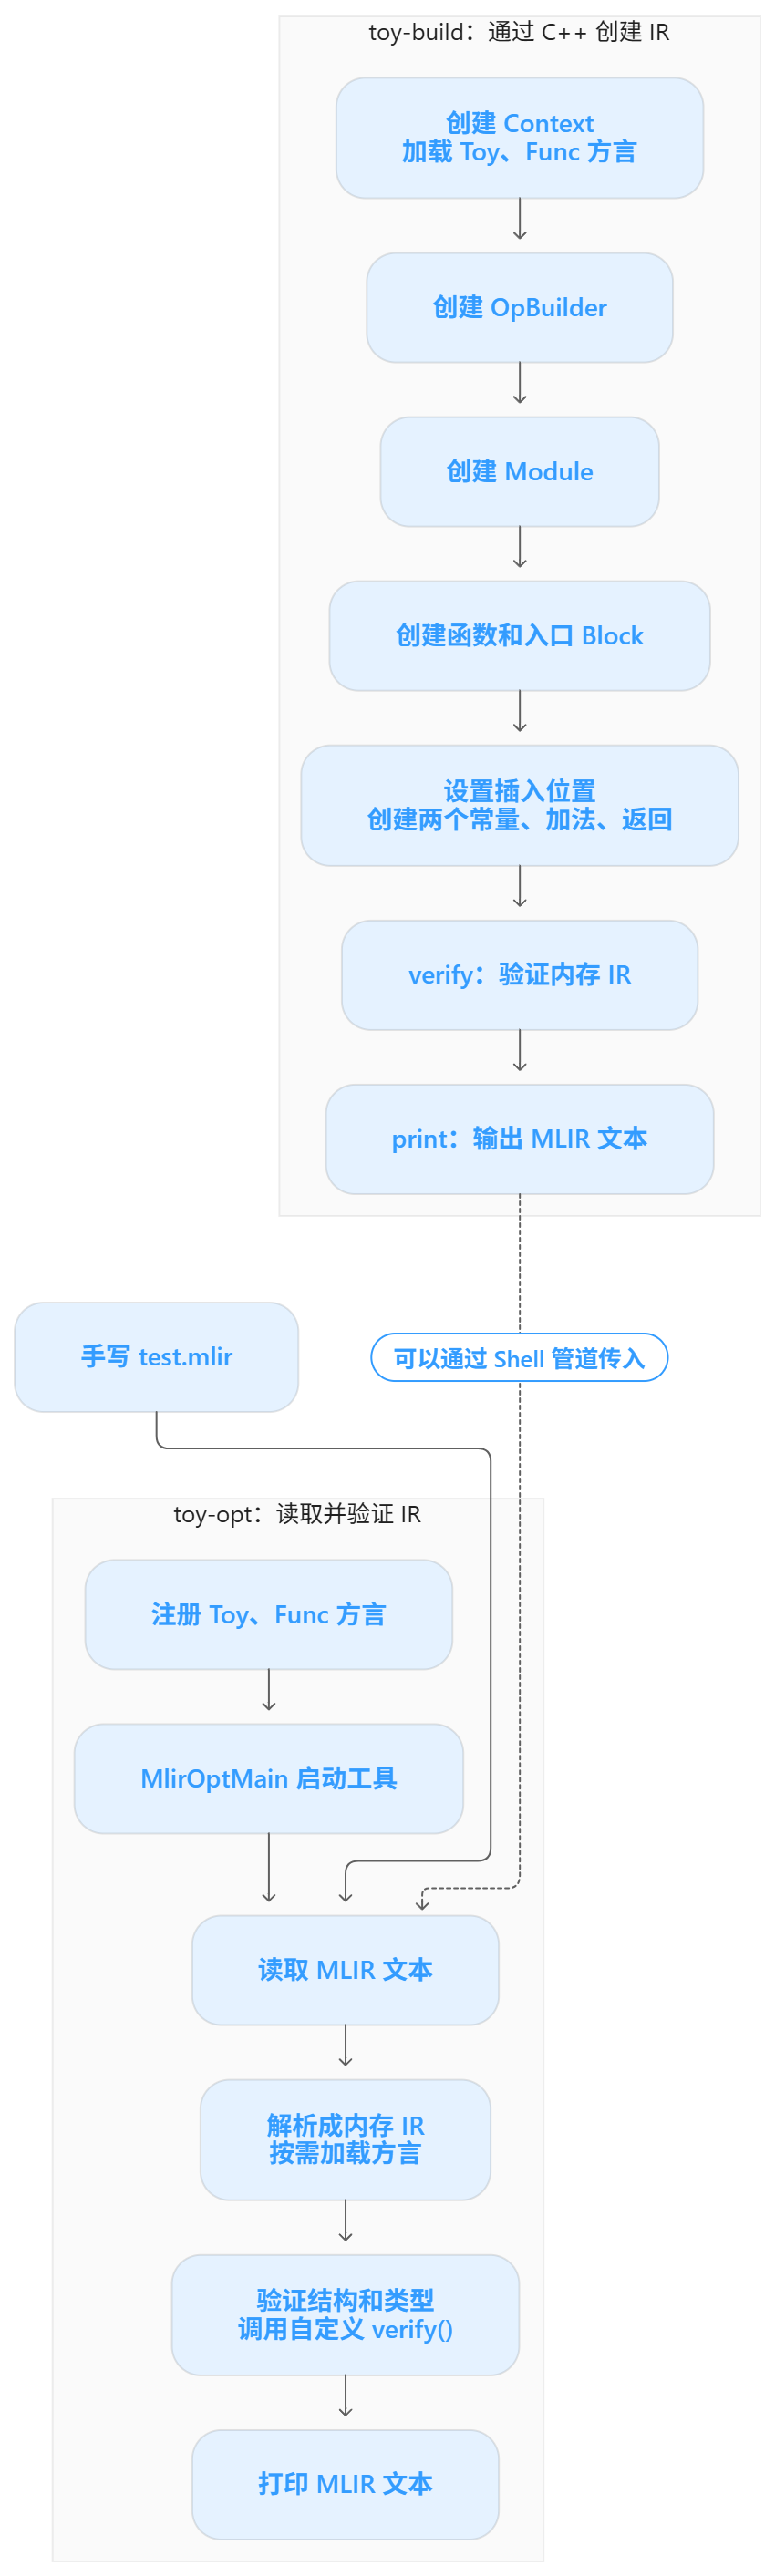 toy-build：通过 C++ 创建 IR
创建 Context
加载 Toy、Func 方言
创建 OpBuilder
创建 Module
创建函数和入口 Block
设置插入位置
创建两个常量、加法、返回
verify：验证内存 IR
print：输出 MLIR 文本
手写 test.mlir
可以通过 Shell 管道传入
toy-opt：读取并验证 IR
注册 Toy、Func 方言
MlirOptMain 启动工具
读取 MLIR 文本
解析成内存 IR
按需加载方言
验证结构和类型
调用自定义 verify()
打印 MLIR 文本